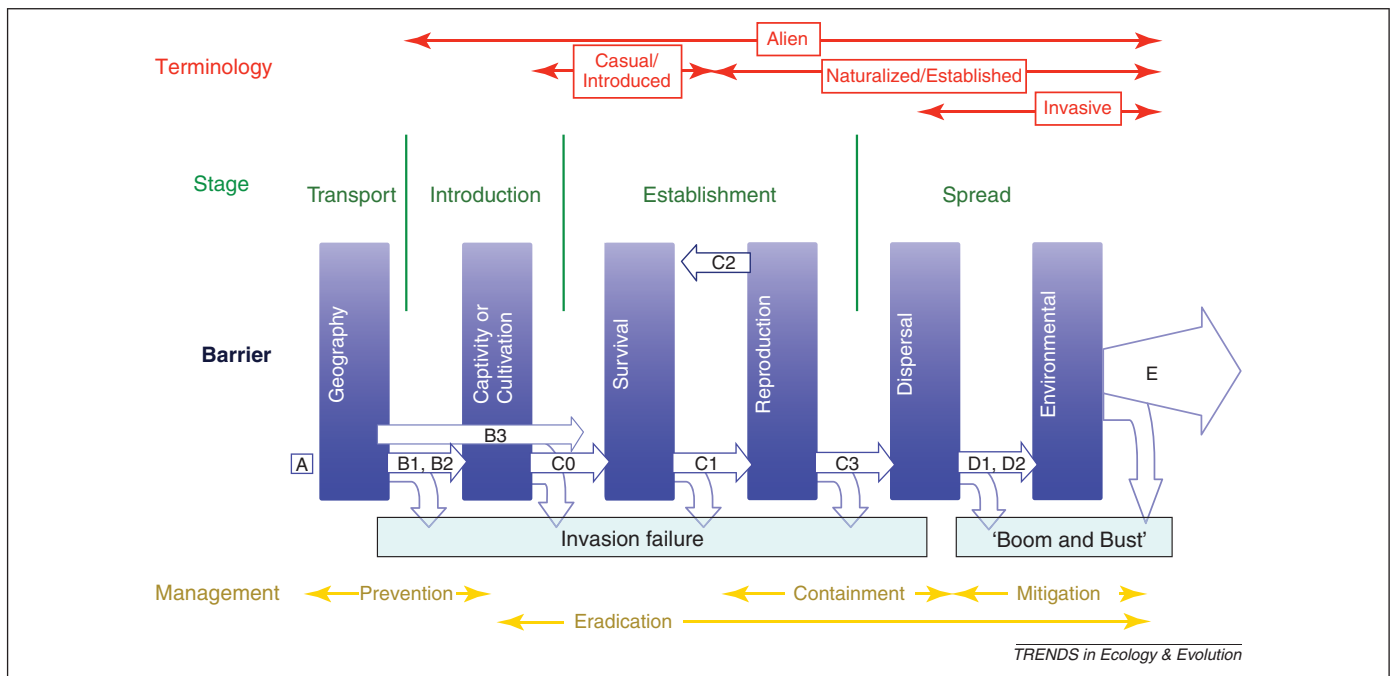 Terminology
Alien
Casual/
Introduced
Naturalized/Established
Invasive
Stage
Transport
Introduction
Establishment
Spread
Barrier
Geography
Captivity or
Cultivation
Survival
Reproduction
Dispersal
Environmental
C2
E
B3
A
B1, B2
C0
C1
C3
D1, D2
Invasion failure
‘Boom and Bust’
Management
Prevention
Containment
Mitigation
Eradication
TRENDS in Ecology & Evolution